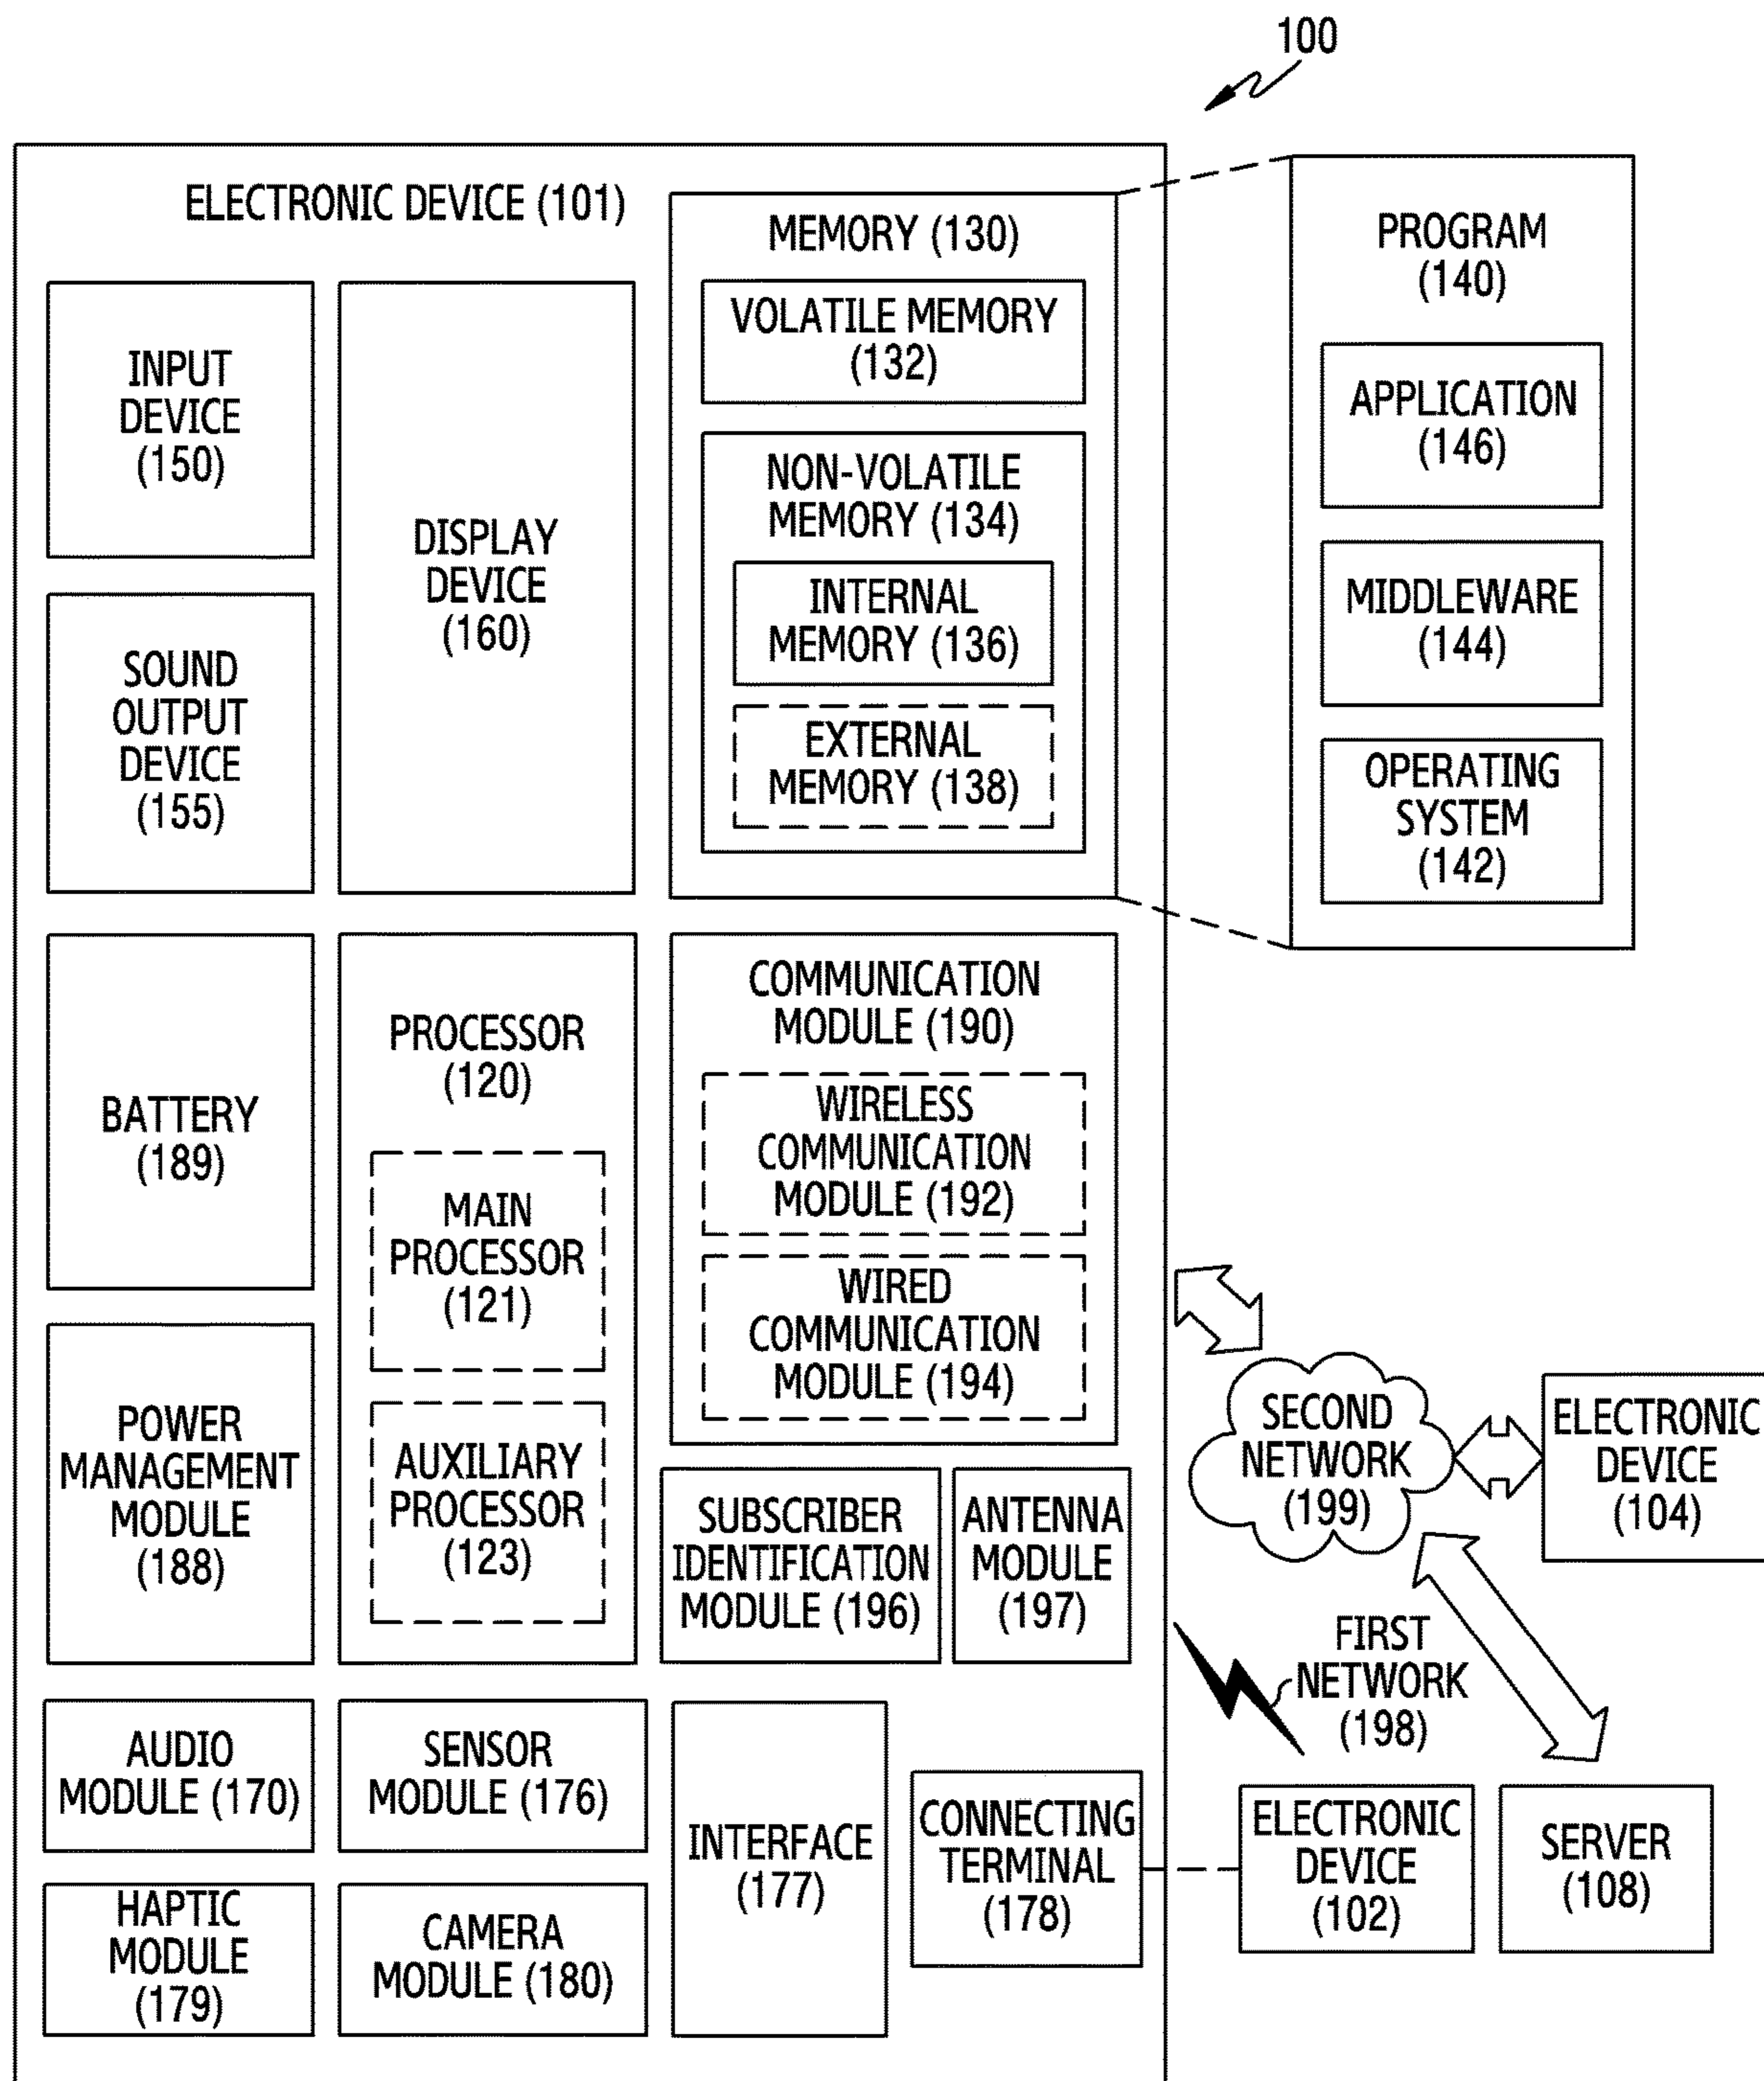 100
ELECTRONIC DEVICE (101)
INPUT
DEVICE
(150)
SOUND
OUTPUT
DEVICE
(155)
DISPLAY
DEVICE
(160)
MEMORY (130)
VOLATILE MEMORY
(132)
NON-VOLATILE
MEMORY (134)
INTERNAL
MEMORY (136)
EXTERNAL
MEMORY (138)
PROGRAM
(140)
APPLICATION
(146)
MIDDLEWARE
(144)
OPERATING
SYSTEM
(142)
BATTERY
(189)
POWER
MANAGEMENT
MODULE
(188)
PROCESSOR
(120)
MAIN
PROCESSOR
(121)
AUXILIARY
PROCESSOR
(123)
COMMUNICATION
MODULE (190)
WIRELESS
COMMUNICATION
MODULE (192)
WIRED
COMMUNICATION
MODULE (194)
SUBSCRIBER
IDENTIFICATION
MODULE (196)
ANTENNA
MODULE
(197)
SECOND
NETWORK
(199)
ELECTRONIC
DEVICE
(104)
FIRST
NETWORK
(198)
AUDIO
MODULE (170)
SENSOR
MODULE (176)
INTERFACE
(177)
CONNECTING
TERMINAL
(178)
ELECTRONIC
DEVICE
(102)
SERVER
(108)
HAPTIC
MODULE
(179)
CAMERA
MODULE (180)